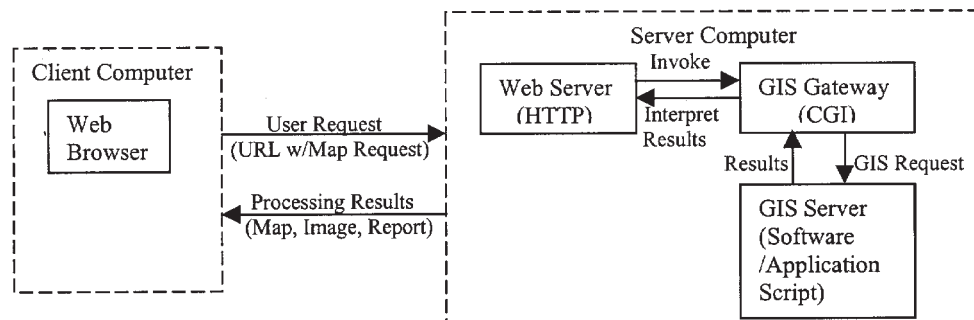 Client Computer
Web
Browser
User Request
(URL w/Map Request)
Processing Results
(Map, Image, Report)
Server Computer
Web Server
(HTTP)
Invoke
Interpret
Results
GIS Gateway
(CGI)
Results
GIS Request
GIS Server
(Software
/Application
Script)